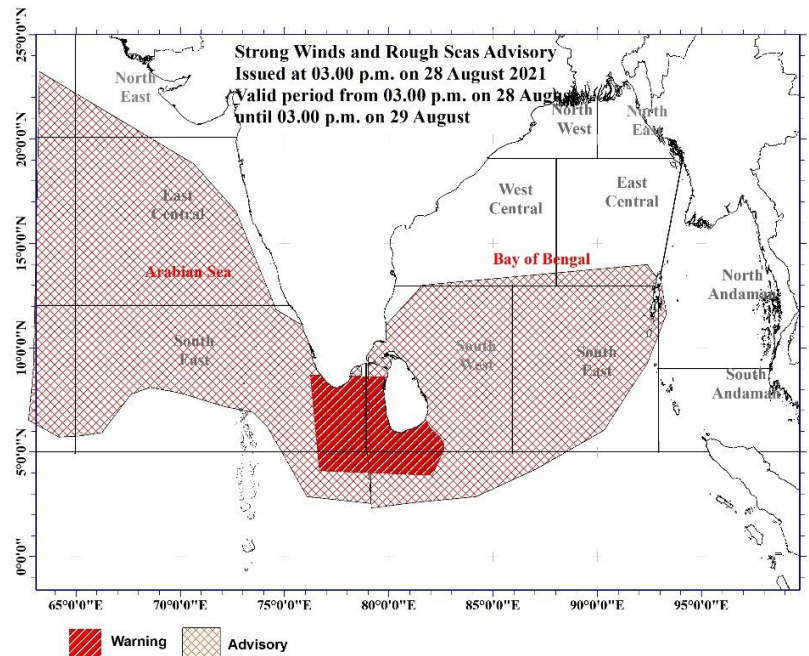 Strong Winds and Rough Seas Advisory
Issued at 03.00 p.m. on 28 August 2021
Valid period from 03.00 p.m. on 28 August
until 03.00 p.m. on 29 August
North
East
North
West
North
East
East
Central
West
Central
East
Central
Arabian Sea
Bay of Bengal
North
Andaman
South
East
South
West
South
East
South
Andaman
25°0'0"N
20°0'0"N
15°0'0"N
10°0'0"N
5°0'0"N
0°0'0"
65°0'0"E
70°0'0"E
75°0'0"E
80°0'0"E
85°0'0"E
90°0'0"E
95°0'0"E
Warning
Advisory